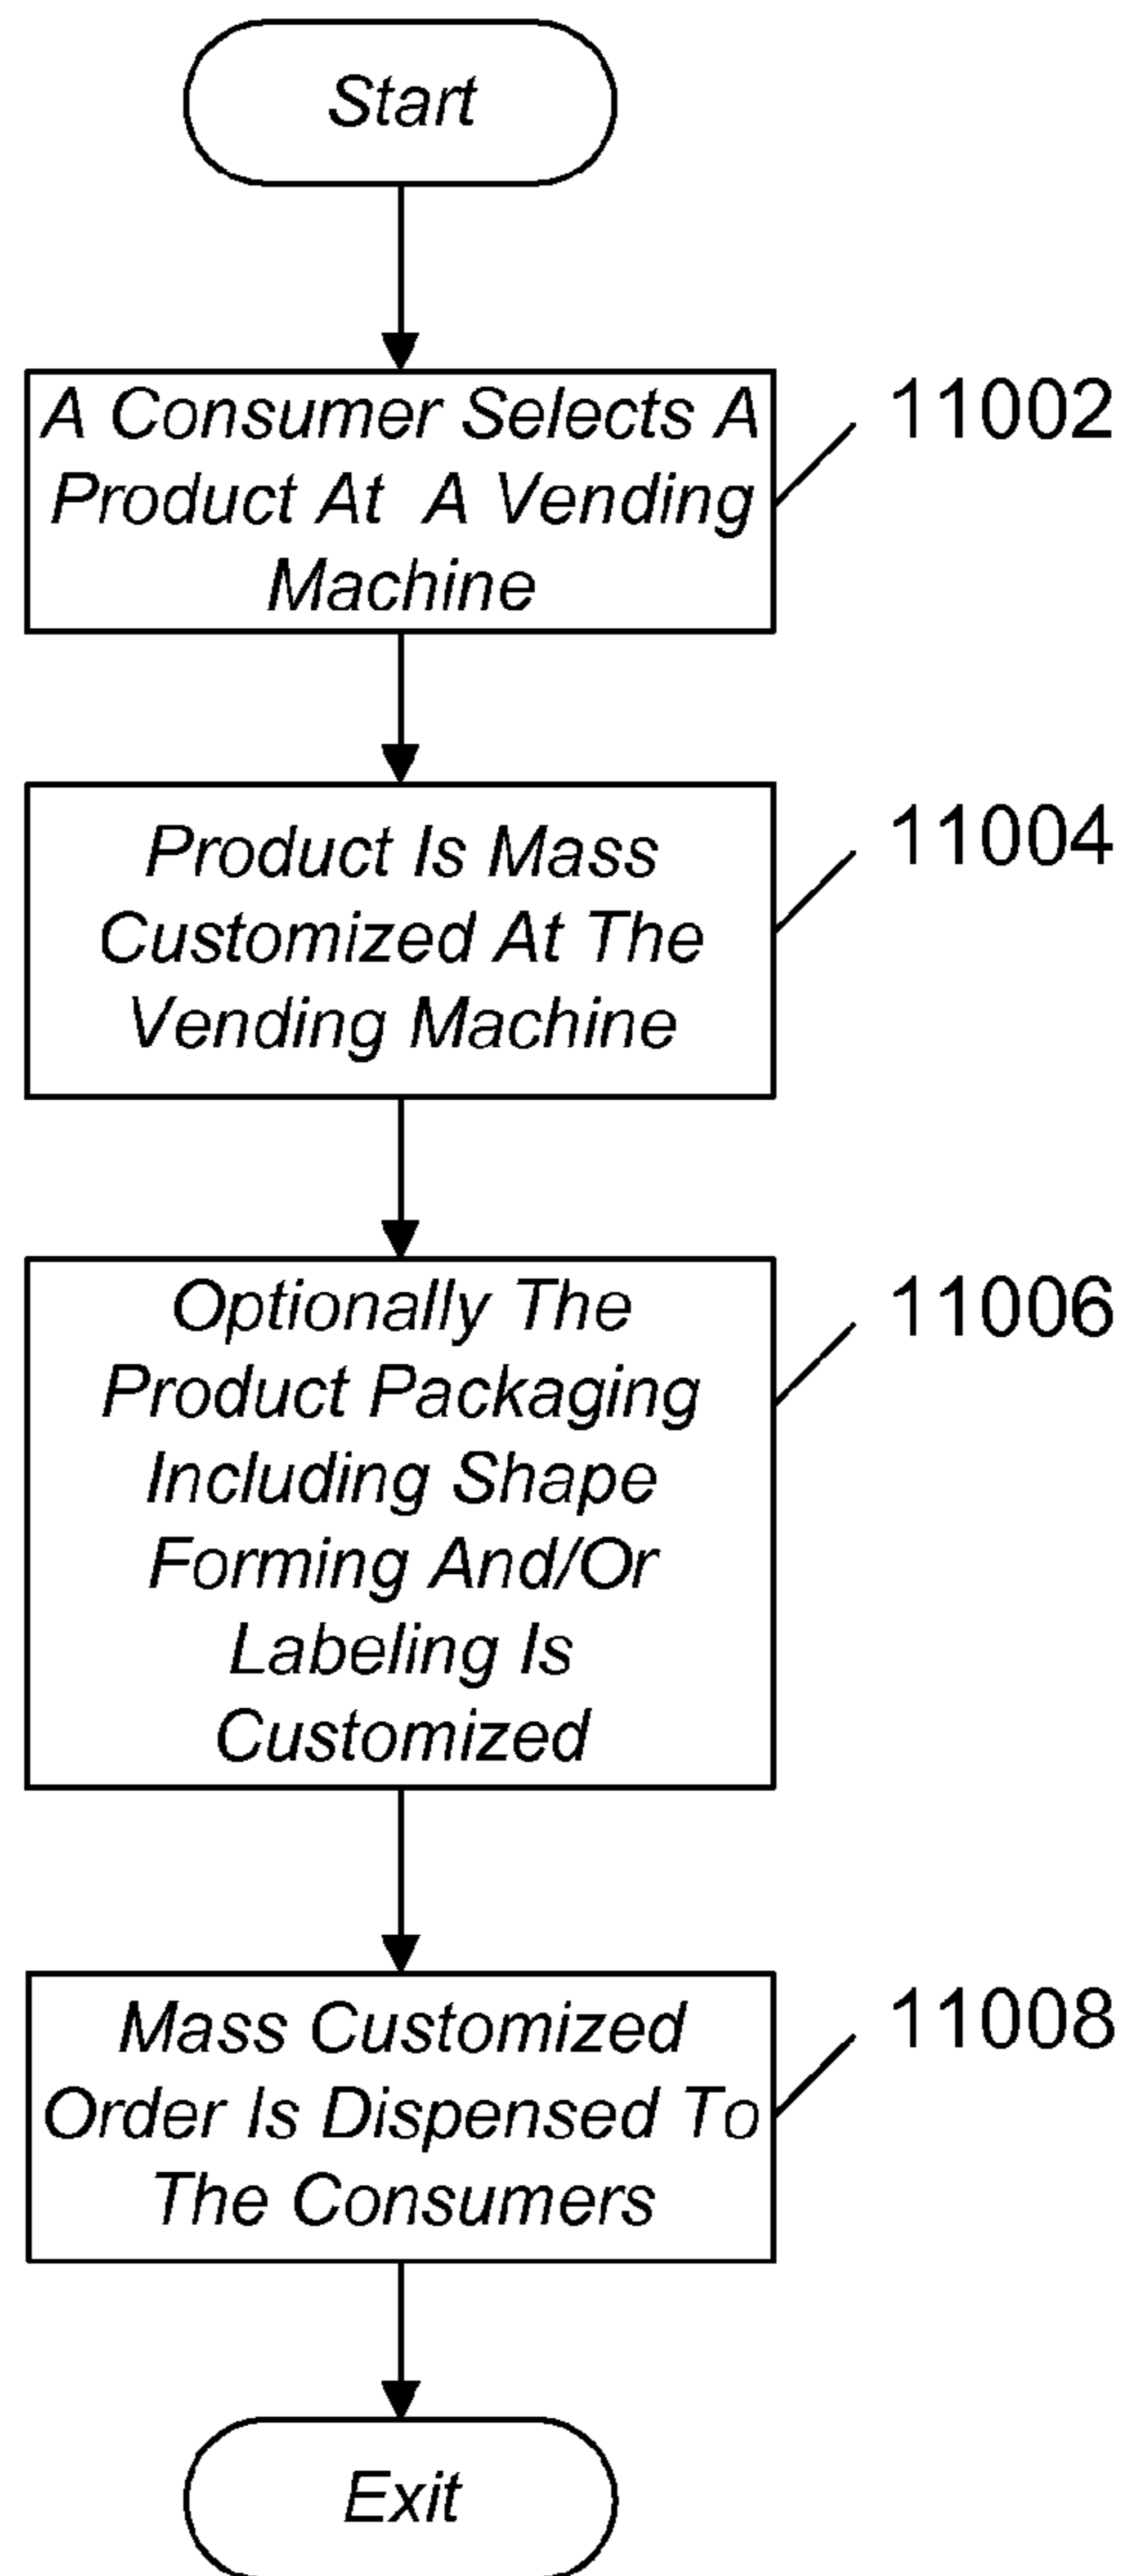 Start
A Consumer Selects A
Product At A Vending
Machine
11002
Product Is Mass
Customized At The
Vending Machine
11004
Optionally The
Product Packaging
Including Shape
Forming And/Or
Labeling Is
Customized
11006
Mass Customized
Order Is Dispensed To
The Consumers
11008
Exit